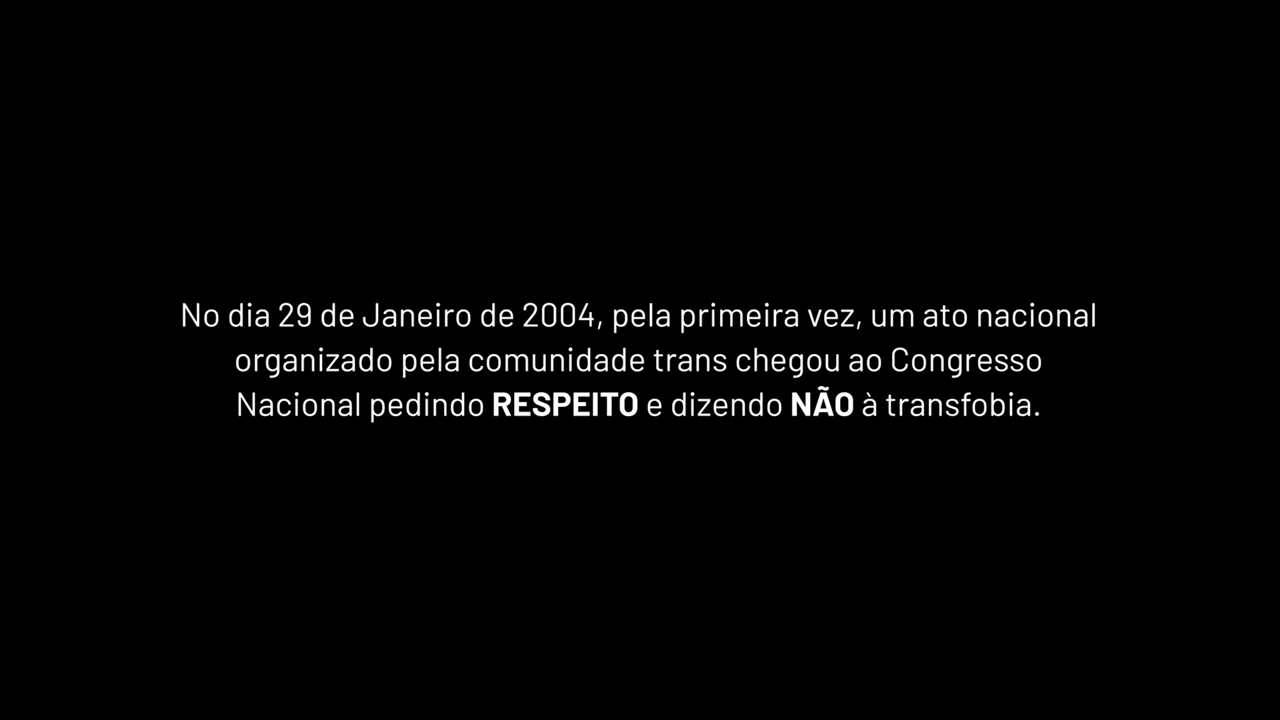 No dia 29 de Janeiro de 2004, pela primeira vez, um ato nacional
organizado pela comunidade trans chegou ao Congresso
Nacional pedindo RESPEITO e dizendo NÃO à transfobia.